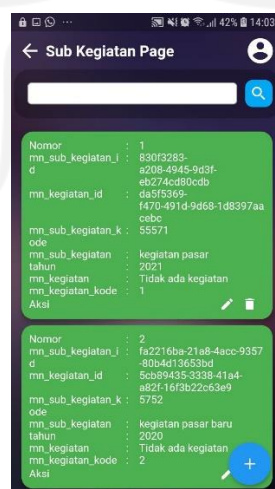 42% 14:03
Sub Kegiatan Page
Nomor : 1
mn_sub_kegiatan_i : 830f3283-
d a208-4945-9d3f-
eb274cd80cdb
mn_kegiatan_id : da5f5369-
f470-491d-9d68-1d8397aa
cebc
mn_sub_kegiatan_k : 55571
ode
mn_sub_kegiatan : kegiatan pasar
tahun : 2021
mn_kegiatan : Tidak ada kegiatan
mn_kegiatan_kode : 1
Aksi :
Nomor : 2
mn_sub_kegiatan_i : fa2216ba-21a8-4acc-9357
d -80b4d13653bd
mn_kegiatan_id : 5cb89435-3338-41a4-
a82f-16f3b22c63e9
mn_sub_kegiatan_k : 5752
ode
mn_sub_kegiatan : kegiatan pasar baru
tahun : 2020
mn_kegiatan : Tidak ada kegiatan
mn_kegiatan_kode : 2
Aksi :